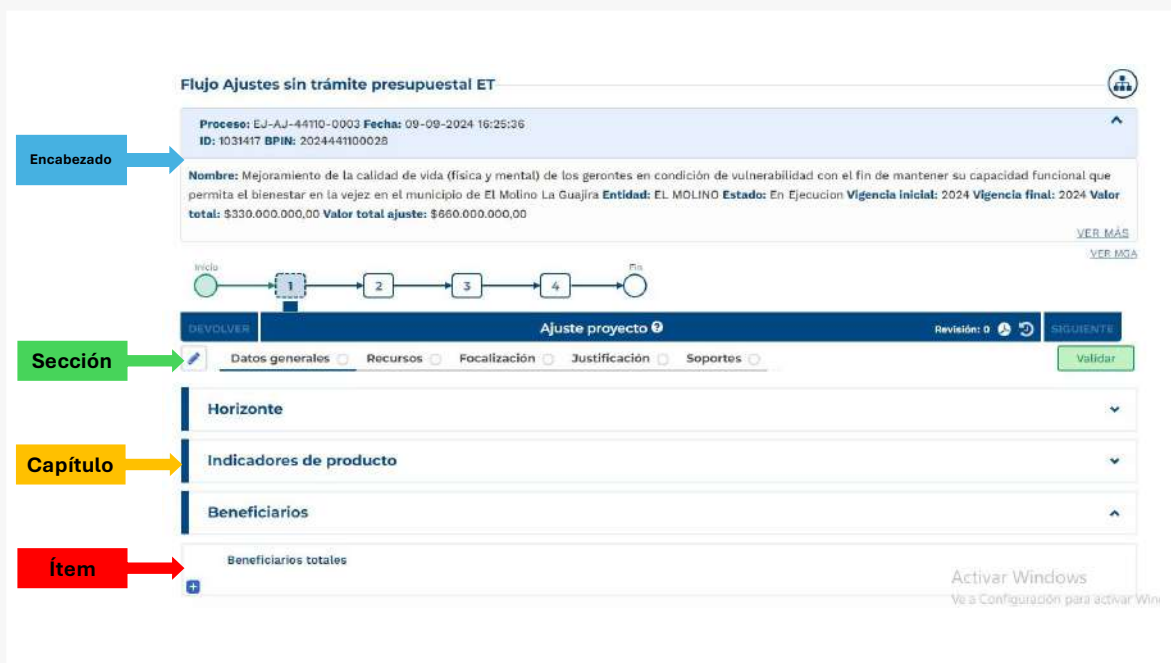 Flujo Ajustes sin trámite presupuestal ET
Proceso: EJ-AJ-44110-0003 Fecha: 09-09-2024 16:25:36
ID: 1031417 BPIN: 2024441100028
Encabezado
Nombre: Mejoramiento de la calidad de vida (física y mental) de los gerontes en condición de vulnerabilidad con el fin de mantener su capacidad funcional que
permita el bienestar en la vejez en el municipio de El Molino La Guajira Entidad: EL MOLINO Estado: En Ejecucion Vigencia inicial: 2024 Vigencia final: 2024 Valor
total: $330.000.000,00 Valor total ajuste: $660.000.000,00
VER MÁS
VER MGA
Inicio 1 2 3 4 Fin
DEVOLVER Ajuste proyecto Revisión: 0 SIGUIENTE
Sección
Datos generales Recursos Focalización Justificación Soportes Validar
Horizonte
Capítulo
Indicadores de producto
Beneficiarios
Ítem
Beneficiarios totales
Activar Windows
Ve a Configuración para activar Win